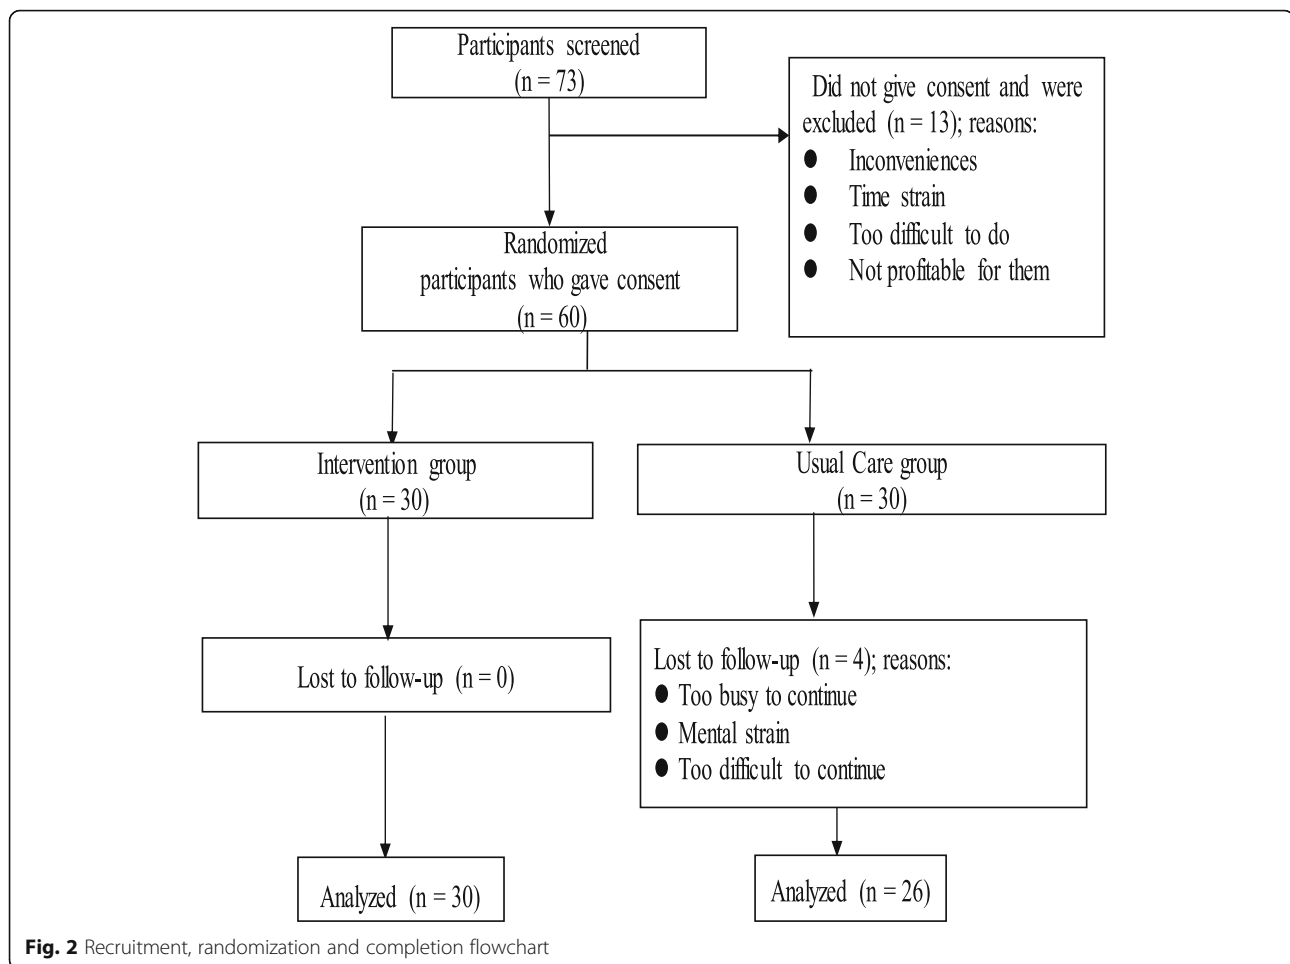 Participants screened
(n = 73)
Did not give consent and were
excluded (n = 13); reasons:
● Inconveniences
● Time strain
● Too difficult to do
● Not profitable for them
Randomized
participants who gave consent
(n = 60)
Intervention group
(n = 30)
Usual Care group
(n = 30)
Lost to follow-up (n = 0)
Lost to follow-up (n = 4); reasons:
● Too busy to continue
● Mental strain
● Too difficult to continue
Analyzed (n = 30)
Analyzed (n = 26)
Fig. 2 Recruitment, randomization and completion flowchart